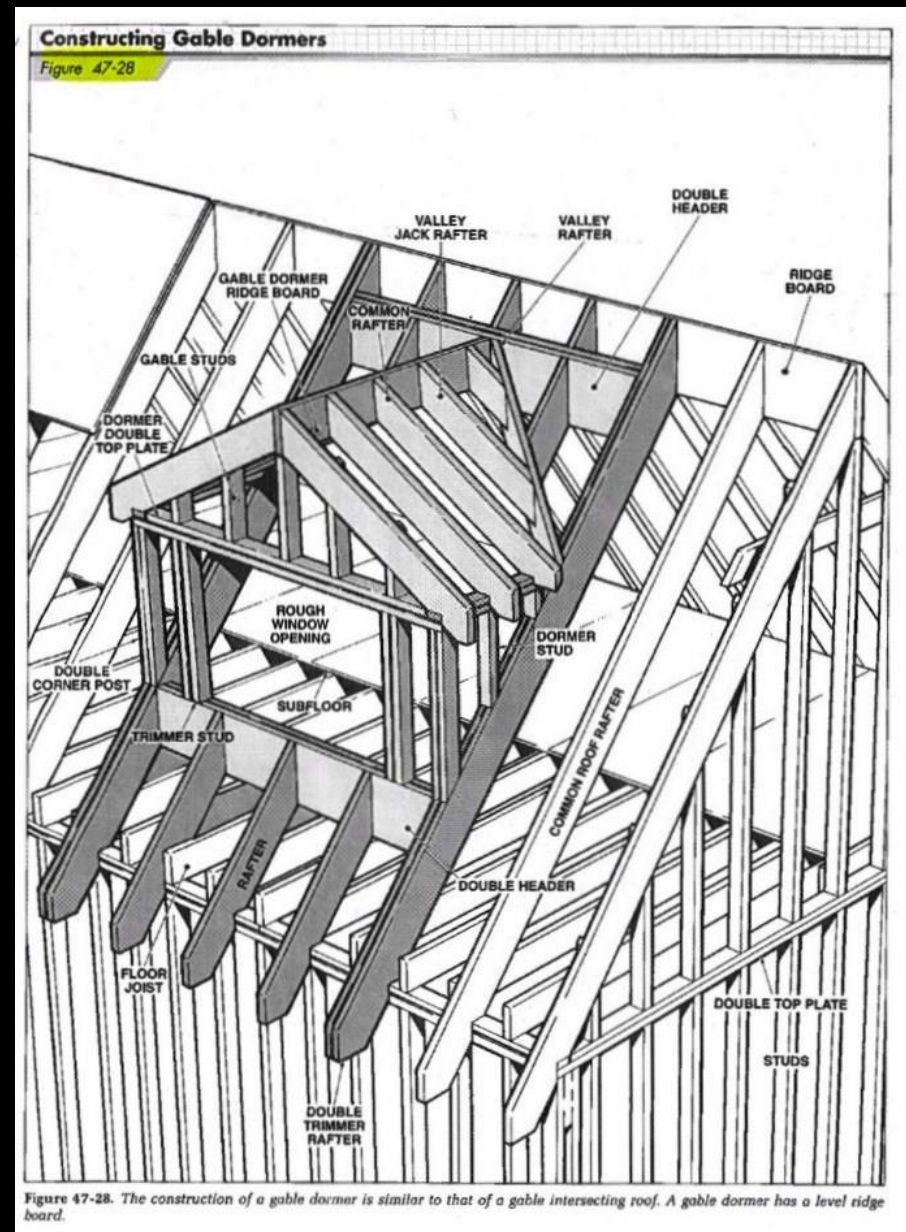 Constructing Gable Dormers
Figure 47-28
DOUBLE
HEADER
VALLEY
JACK RAFTER
VALLEY
RAFTER
RIDGE
BOARD
GABLE DORMER
RIDGE BOARD
COMMON
RAFTER
GABLE STUDS
DORMER
DOUBLE
TOP PLATE
ROUGH
WINDOW
OPENING
DORMER
STUD
DOUBLE
CORNER POST
SUBFLOOR
TRIMMER STUD
COMMON ROOF RAFTER
RAFTER
DOUBLE HEADER
FLOOR
JOIST
DOUBLE TOP PLATE
STUDS
DOUBLE
TRIMMER
RAFTER
Figure 47-28. The construction of a gable dormer is similar to that of a gable intersecting roof. A gable dormer has a level ridge
board.